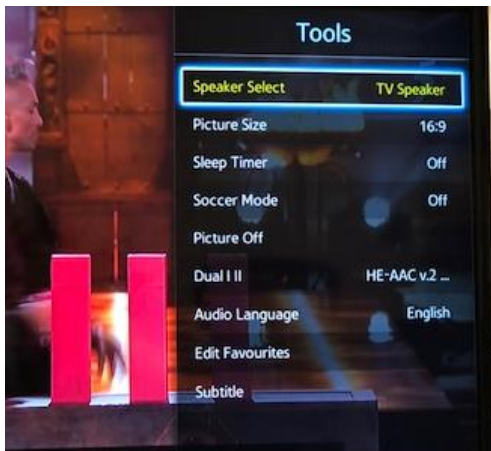 Tools
Speaker Select TV Speaker
Picture Size 16:9
Sleep Timer Off
Soccer Mode Off
Picture Off
Dual I II HE-AAC v.2 ...
Audio Language English
Edit Favourites
Subtitle